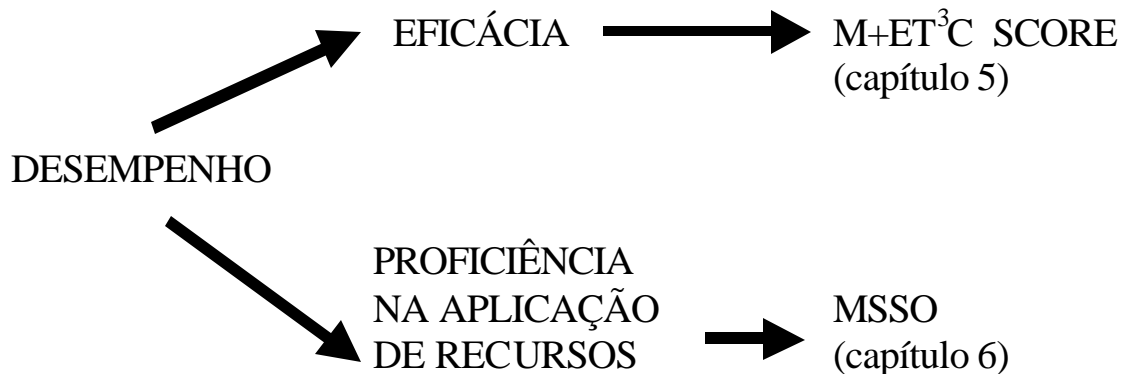 EFICÁCIA
M+ET³C SCORE
(capítulo 5)
DESEMPENHO
PROFICIÊNCIA
NA APLICAÇÃO
DE RECURSOS
MSSO
(capítulo 6)